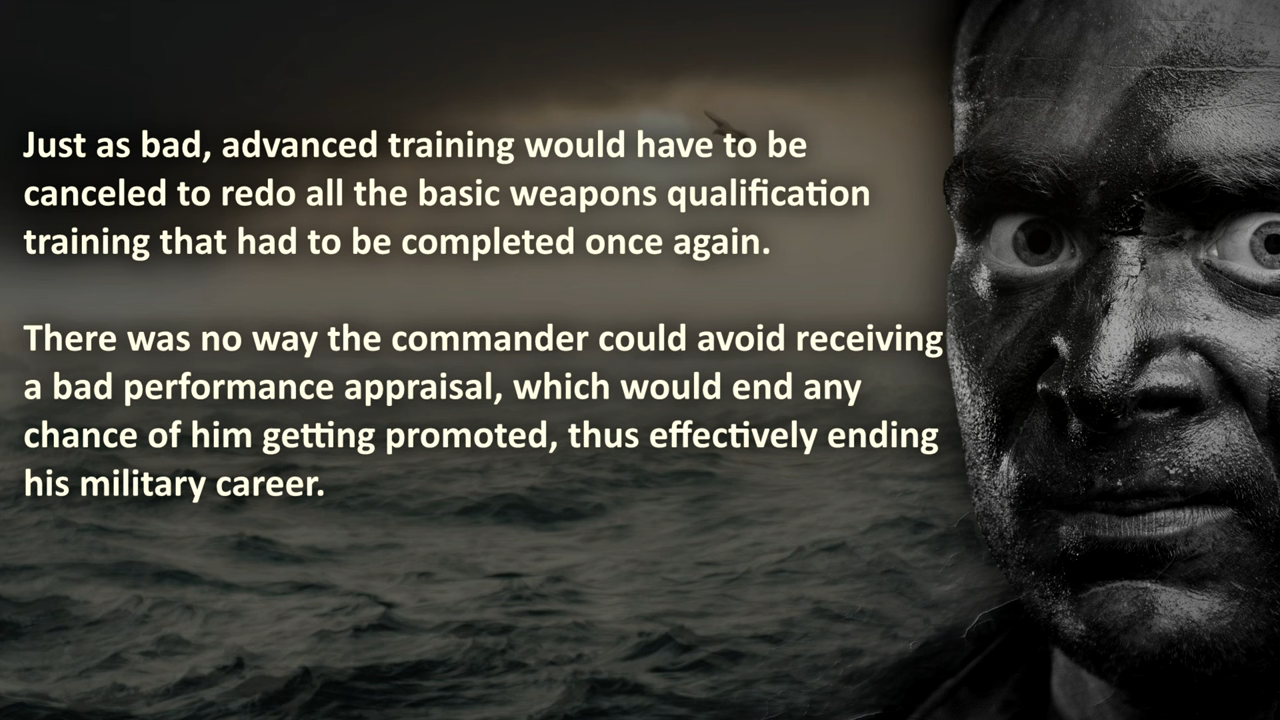 Just as bad, advanced training would have to be
canceled to redo all the basic weapons qualification
training that had to be completed once again.
There was no way the commander could avoid receiving
a bad performance appraisal, which would end any
chance of him getting promoted, thus effectively ending
his military career.